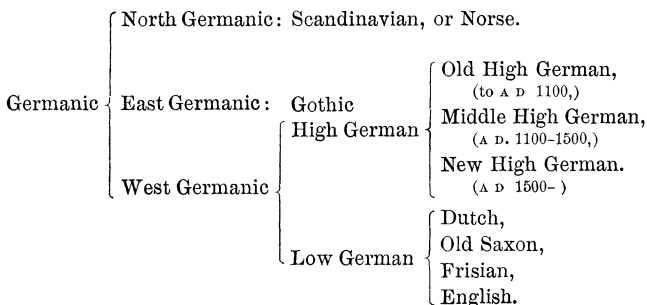 North Germanic: Scandinavian, or Norse.
Germanic
East Germanic: Gothic
West Germanic
High German
Old High German,
(to A D 1100,)
Middle High German,
(A D. 1100-1500,)
New High German.
(A D 1500- )
Low German
Dutch,
Old Saxon,
Frisian,
English.